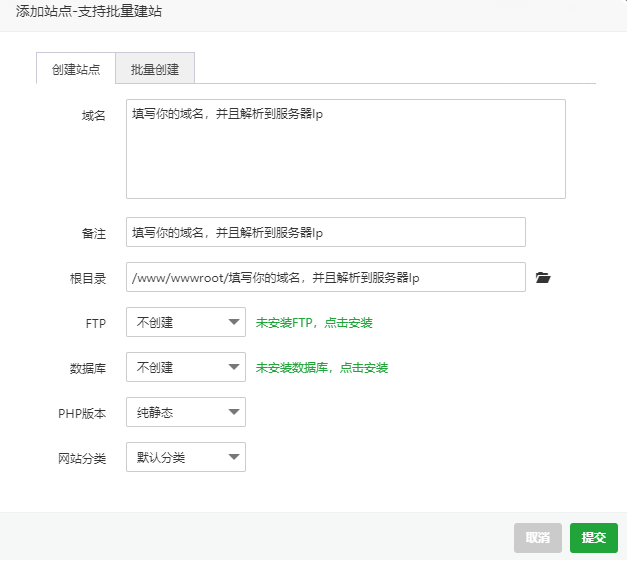 添加站点-支持批量建站
创建站点 批量创建
域名 填写你的域名，并且解析到服务器Ip
备注 填写你的域名，并且解析到服务器Ip
根目录 /www/wwwroot/填写你的域名，并且解析到服务器Ip
FTP 不创建 未安装FTP，点击安装
数据库 不创建 未安装数据库，点击安装
PHP版本 纯静态
网站分类 默认分类
取消 提交